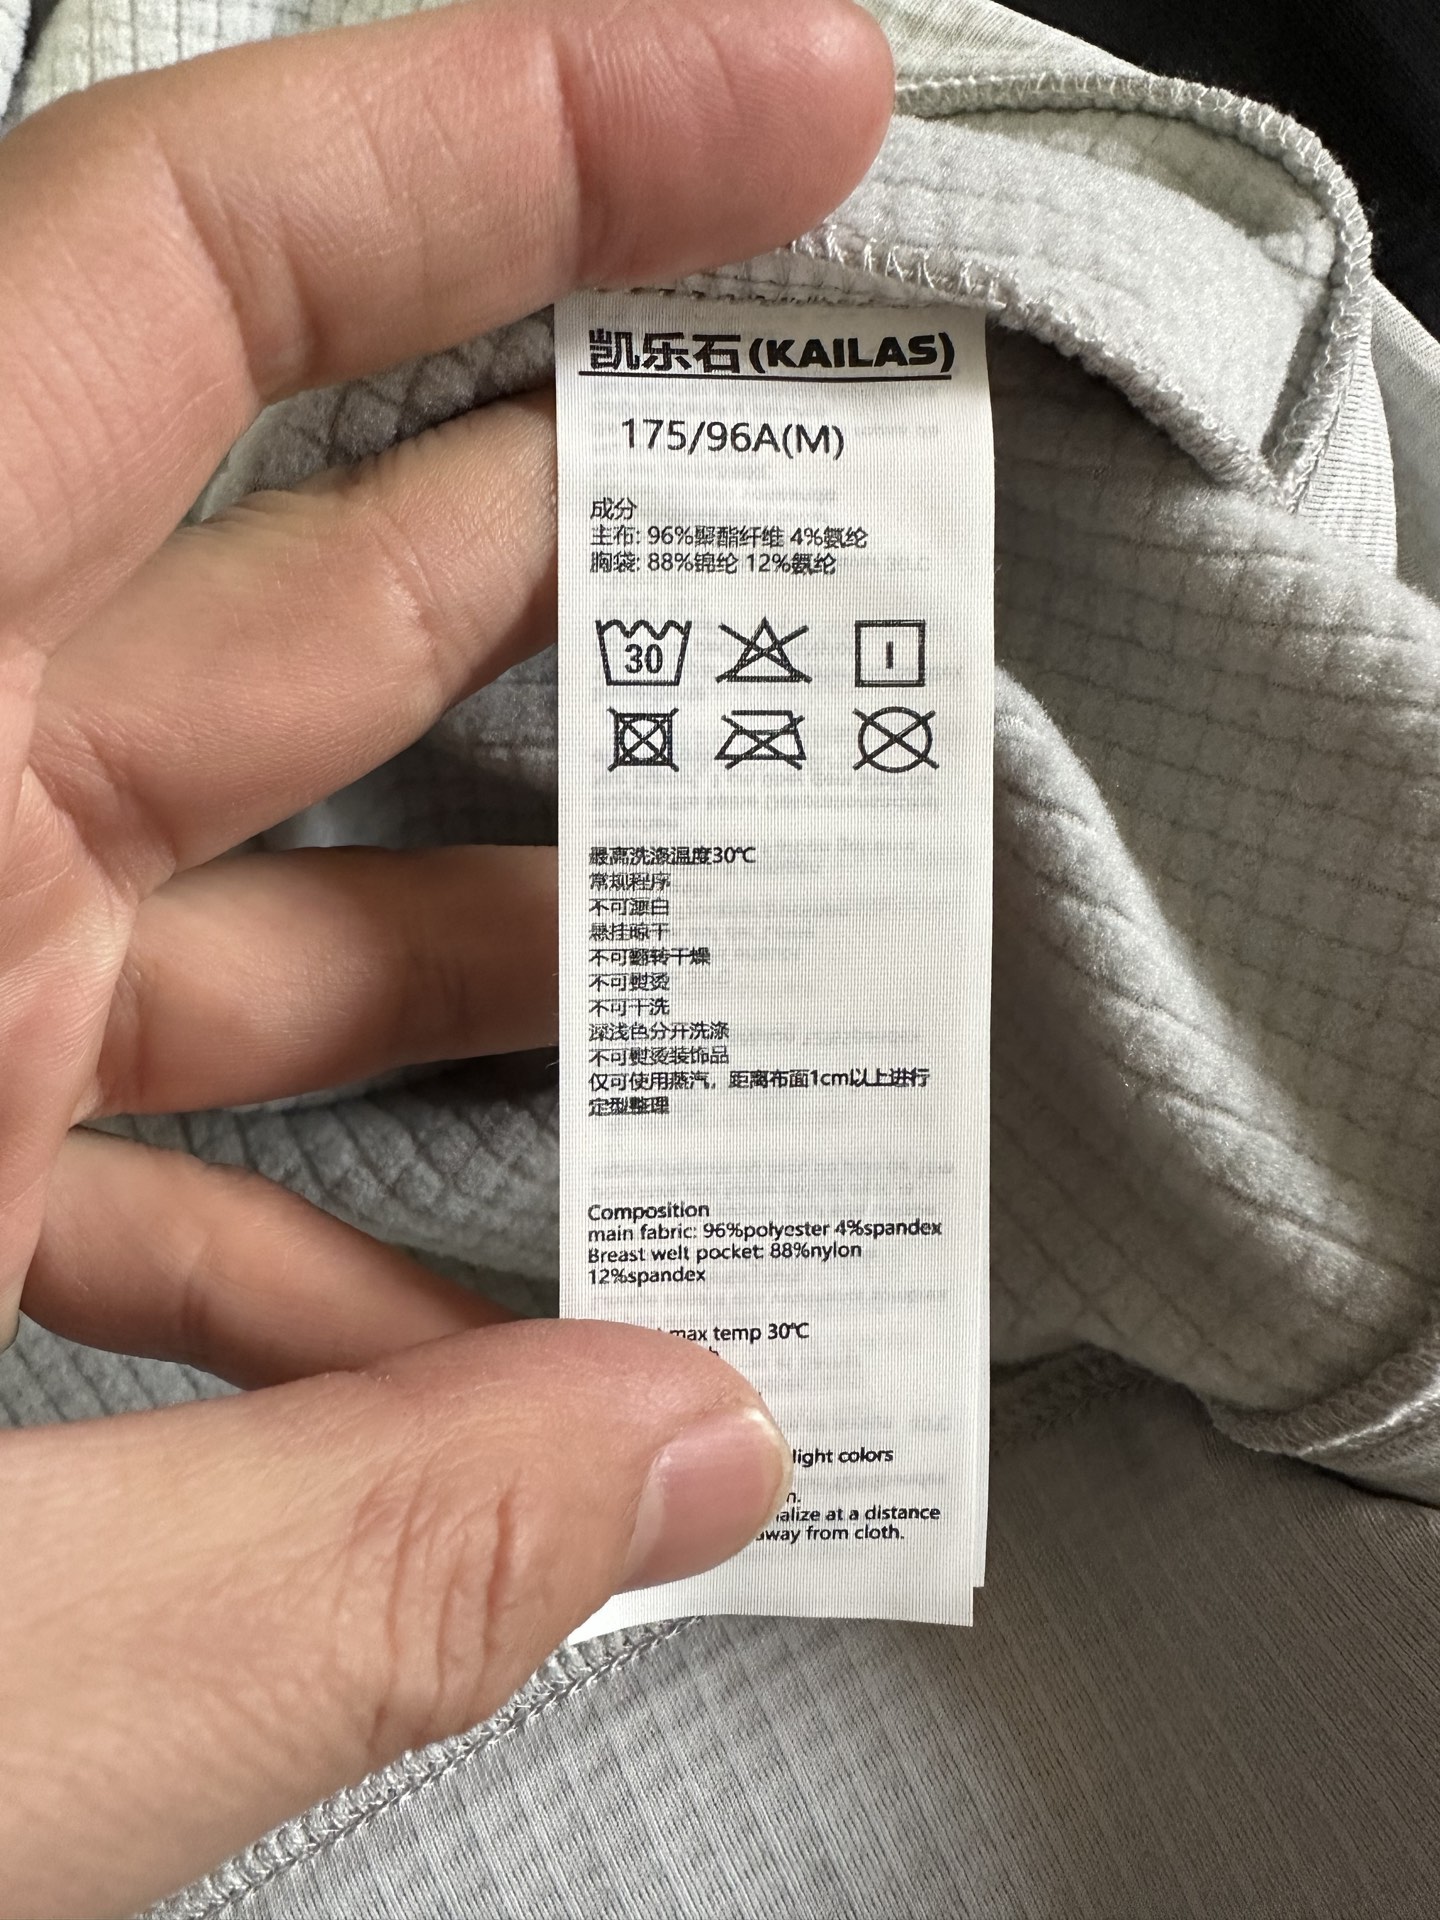 凯乐石(KAILAS)
175/96A(M)
成分
主布: 96%聚酯纤维 4%氨纶
胸袋: 88%锦纶 12%氨纶
30
最高洗涤温度30℃
常规程序
不可漂白
悬挂晾干
不可翻转干燥
不可熨烫
不可干洗
深浅色分开洗涤
不可熨烫装饰品
仅可使用蒸汽，距离布面1cm以上进行
定型整理
Composition
main fabric: 96%polyester 4%spandex
Breast welt pocket: 88%nylon
12%spandex
max temp 30℃
light colors
at a distance
away from cloth.